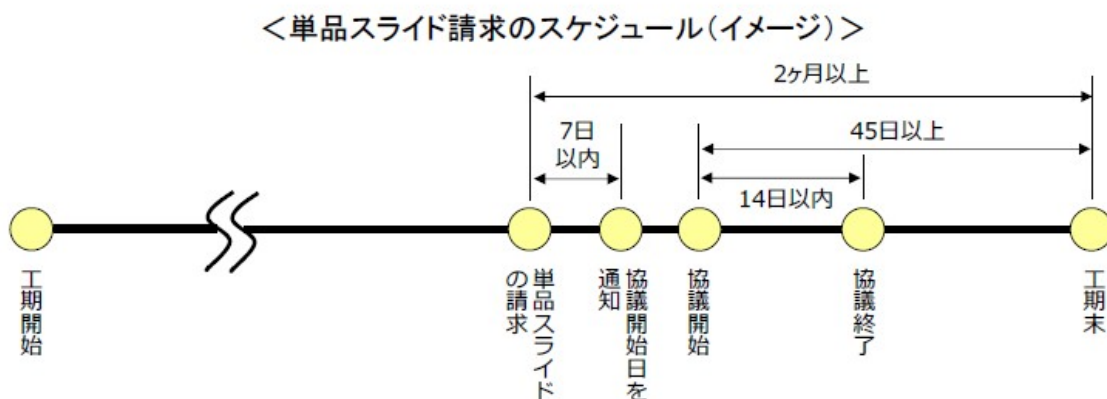 ＜単品スライド請求のスケジュール（イメージ）＞
2ヶ月以上
7日
以内
45日以上
14日以内
工期開始
単品スライド
の請求
協議開始日を
通知
協議開始
協議終了
工期末